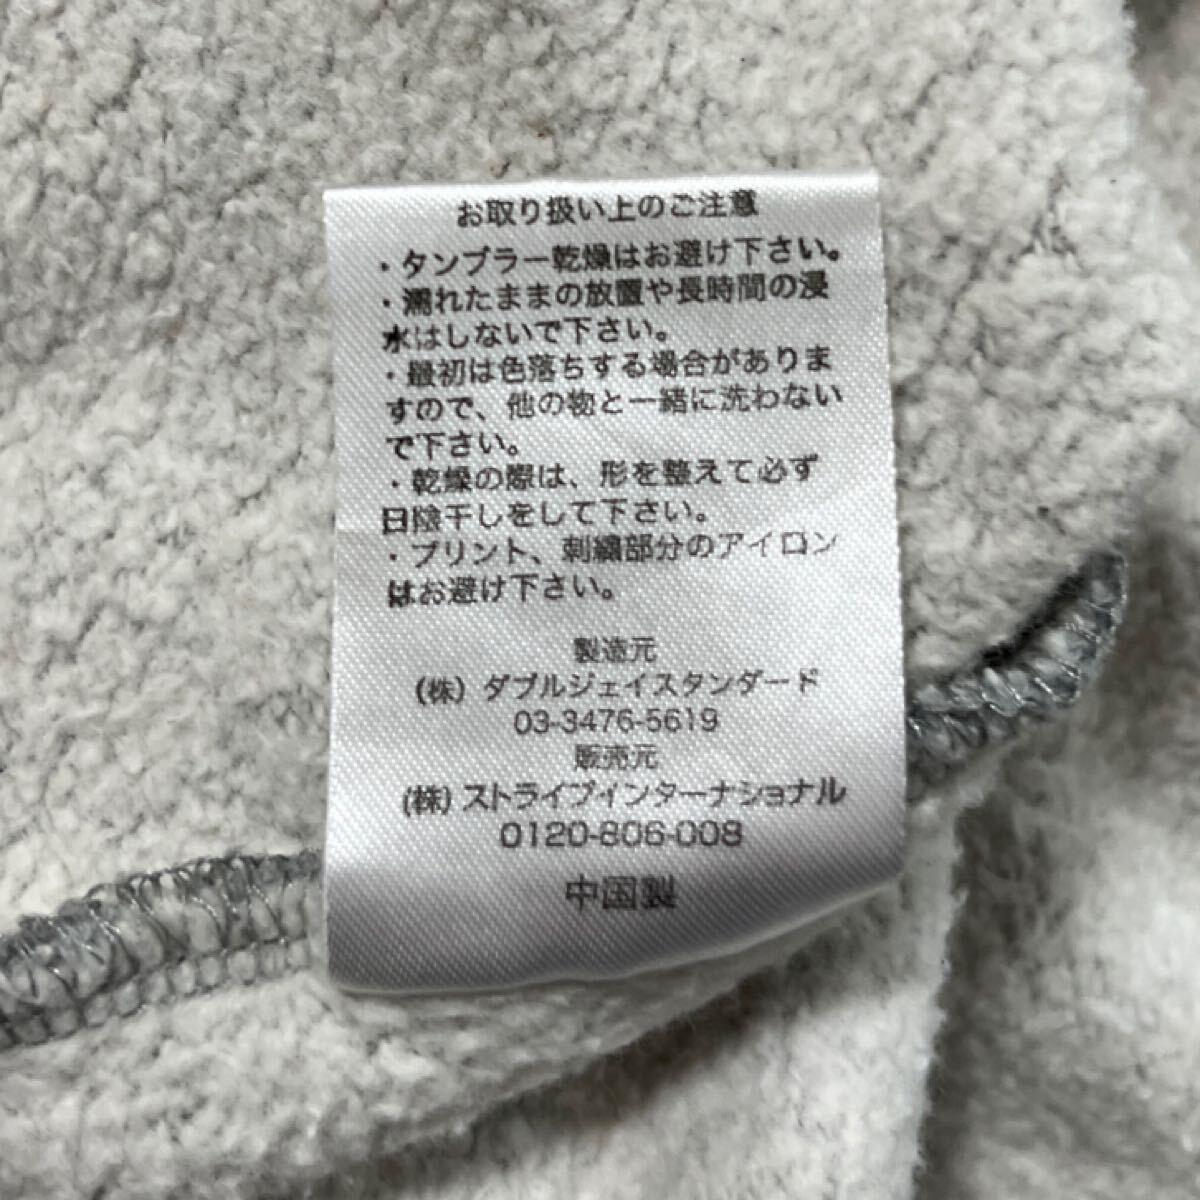 お取り扱い上のご注意
・タンブラー乾燥はお避け下さい。
・濡れたままの放置や長時間の浸
水はしないで下さい。
・最初は色落ちする場合がありま
すので、他の物と一緒に洗わない
で下さい。
・乾燥の際は、形を整えて必ず
日陰干しをして下さい。
・プリント、刺繍部分のアイロン
はお避け下さい。
製造元
（株）ダブルジェイスタンダード
03-3476-5619
販売元
(株)ストライプインターナショナル
0120-806-008
中国製